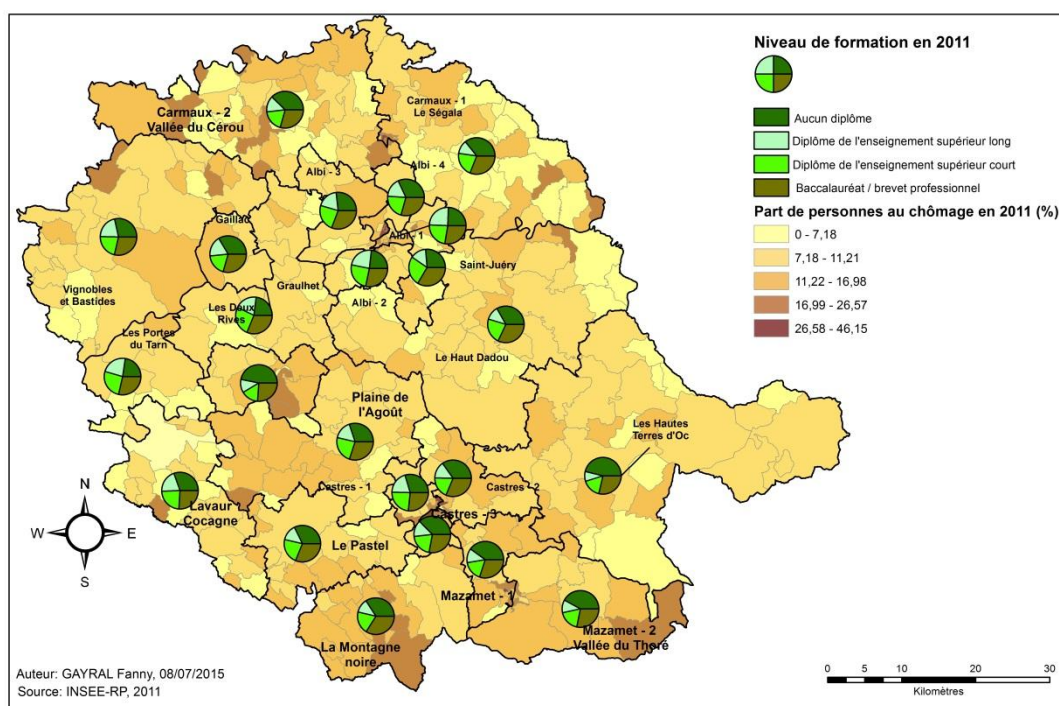 Niveau de formation en 2011
Aucun diplôme
Diplôme de l'enseignement supérieur long
Diplôme de l'enseignement supérieur court
Baccalauréat / brevet professionnel
Part de personnes au chômage en 2011 (%)
0 - 7,18
7,18 - 11,21
11,22 - 16,98
16,99 - 26,57
26,58 - 46,15
Carmaux - 2
Vallée du Cérou
Carmaux - 1
Le Ségala
Albi - 3
Albi - 4
Gaillac
Albi - 1
Saint-Juéry
Vignobles
et Bastides
Graulhet
Albi - 2
Les Deux
Rives
Les Portes
du Tarn
Le Haut Dadou
Plaine de
l'Agoût
Les Hautes
Terres d'Oc
Castres - 1
Castres - 2
Lavaur
Cocagne
Castres - 3
Le Pastel
Mazamet - 1
La Montagne
noire
Mazamet - 2
Vallée du Thoré
N
W
E
S
Auteur: GAYRAL Fanny, 08/07/2015
Source: INSEE-RP, 2011
0 5 10 20 30
Kilomètres